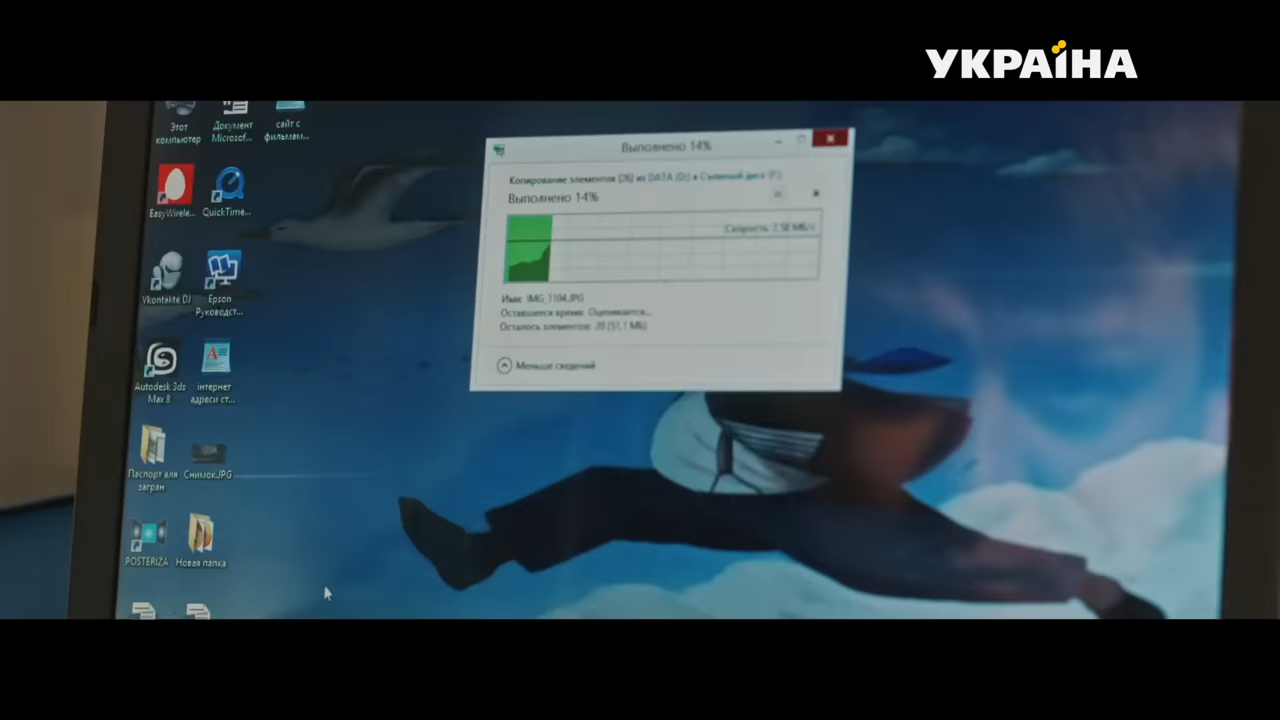 УКРАЇНА
Этот
компьютер
Документ
Microsof...
сайт с
фильмам...
Выполнено 14%
Копирование элементов (26) из DATA (D:) в Съемный диск (F:)
Выполнено 14%
Скорость: 2,58 МБ/с
Имя: IMG_1104.JPG
Оставшееся время: Оценивается...
Осталось элементов: 20 (51,1 МБ)
Меньше сведений
EasyWirele...
QuickTime...
Vkontakte DJ
Epson
Руководст...
Autodesk 3ds
Max 8
інтернет
адреси ст...
Паспорт для
загран
Снимок.JPG
POSTERIZA
Новая папка